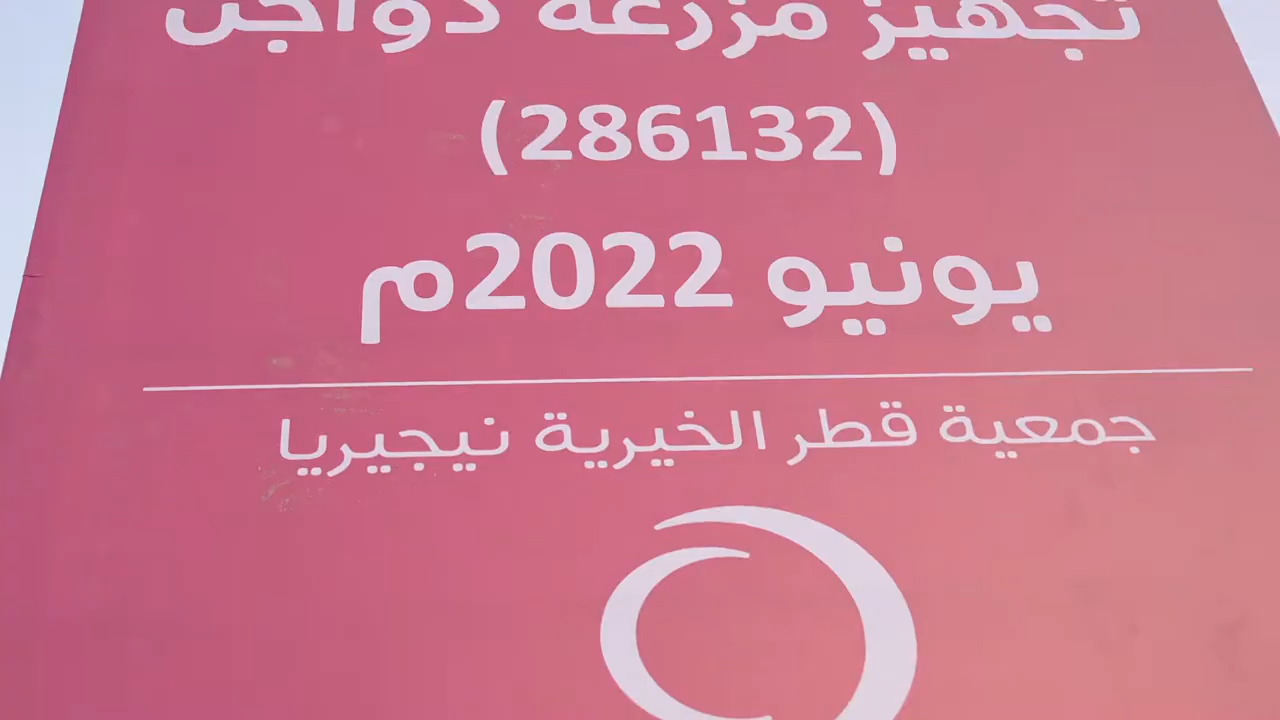 تجهيز مزرعة دواجن
(286132)
يونيو 2022م
جمعية قطر الخيرية نيجيريا